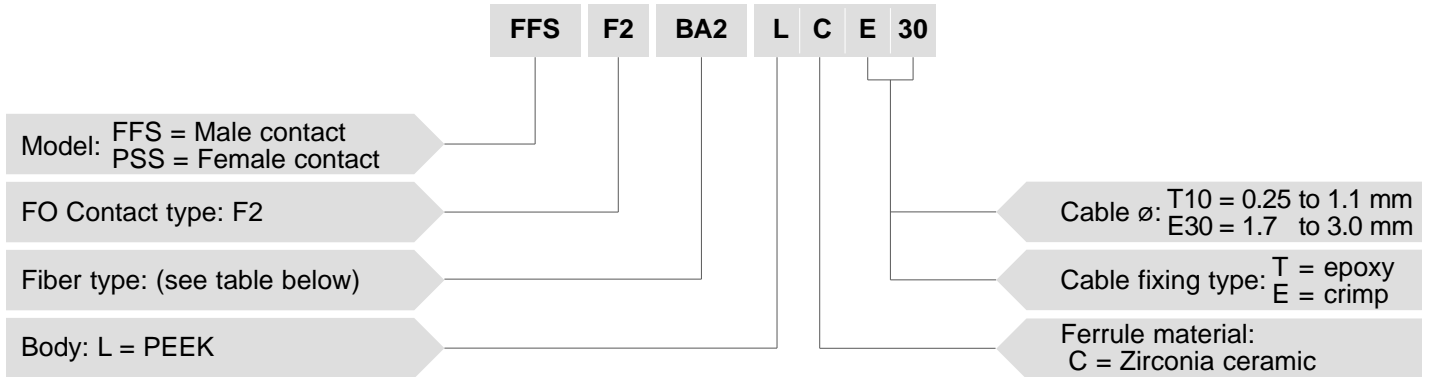 FFS F2 BA2 L C E 30
Model: FFS = Male contact
PSS = Female contact
FO Contact type: F2
Fiber type: (see table below)
Body: L = PEEK
Cable ø: T10 = 0.25 to 1.1 mm
E30 = 1.7 to 3.0 mm
Cable fixing type: T = epoxy
E = crimp
Ferrule material:
C = Zirconia ceramic